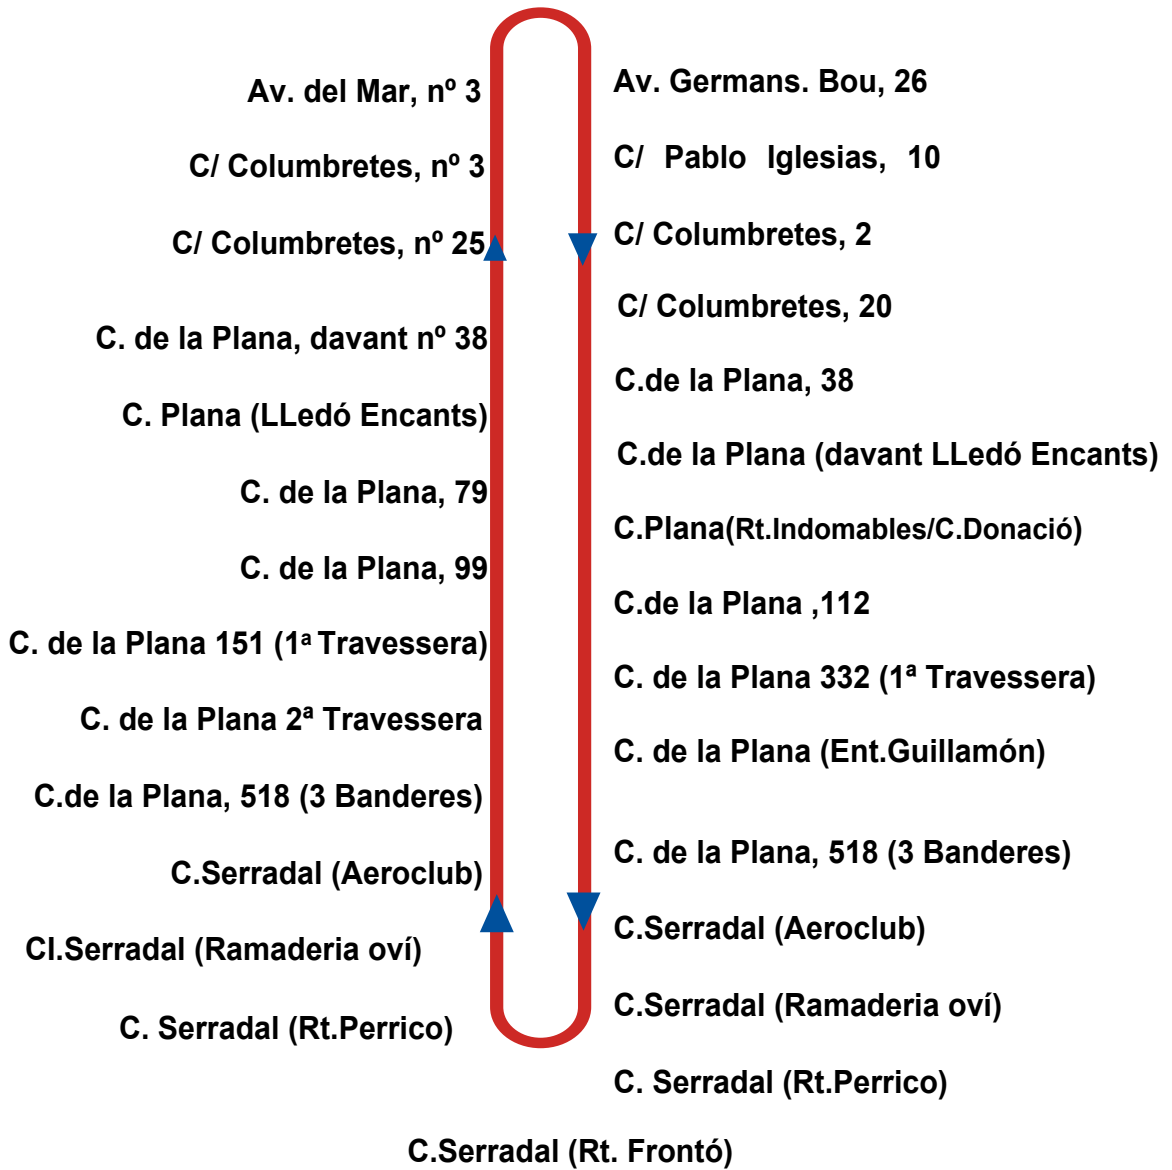 Av. del Mar, nº 3
C/ Columbretes, nº 3
C/ Columbretes, nº 25
C. de la Plana, davant nº 38
C. Plana (LLedó Encants)
C. de la Plana, 79
C. de la Plana, 99
C. de la Plana 151 (1ª Travessera)
C. de la Plana 2ª Travessera
C.de la Plana, 518 (3 Banderes)
C.Serradal (Aeroclub)
Cl.Serradal (Ramaderia oví)
C. Serradal (Rt.Perrico)
Av. Germans. Bou, 26
C/ Pablo Iglesias, 10
C/ Columbretes, 2
C/ Columbretes, 20
C.de la Plana, 38
C.de la Plana (davant LLedó Encants)
C.Plana(Rt.Indomables/C.Donació)
C.de la Plana ,112
C. de la Plana 332 (1ª Travessera)
C. de la Plana (Ent.Guillamón)
C. de la Plana, 518 (3 Banderes)
C.Serradal (Aeroclub)
C.Serradal (Ramaderia oví)
C. Serradal (Rt.Perrico)
C.Serradal (Rt. Frontó)